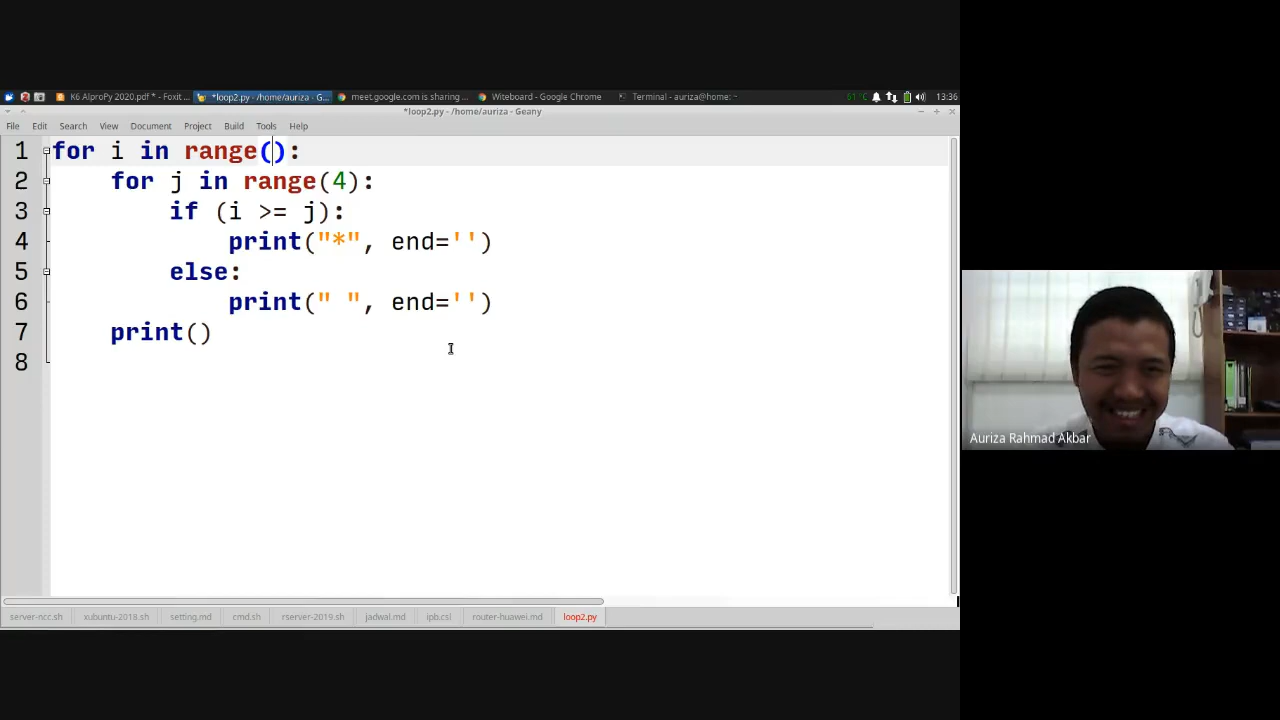 K6 AlproPy 2020.pdf * - Foxit ...
*loop2.py - /home/auriza - G...
meet.google.com is sharing ...
Witeboard - Google Chrome
Terminal - auriza@home: ~
61°C
13:36
*loop2.py - /home/auriza - Geany
File Edit Search View Document Project Build Tools Help
1 for i in range():
2     for j in range(4):
3         if (i >= j):
4             print("*", end='')
5         else:
6             print(" ", end='')
7     print()
8
Auriza Rahmad Akbar
server-ncc.sh xubuntu-2018.sh setting.md cmd.sh rserver-2019.sh jadwal.md ipb.csl router-huawei.md loop2.py